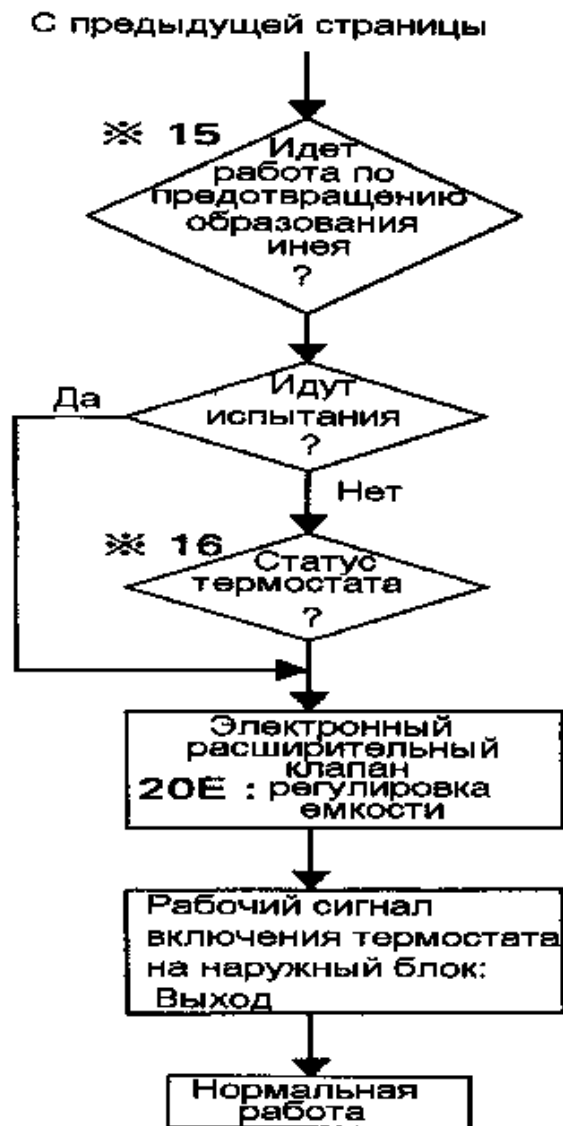 С предыдущей страницы
※ 15
Идет
работа по
предотвращению
образования
инея
?
Идут
испытания
?
Да
Нет
※ 16
Статус
термостата
?
Электронный
расширительный
клапан
20E : регулировка
емкости
Рабочий сигнал
включения термостата
на наружный блок:
Выход
Нормальная
работа